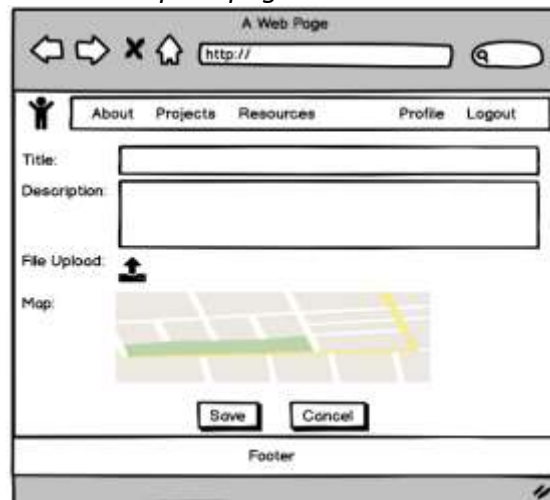 A Web Page
http://
About Projects Resources Profile Logout
Title:
Description:
File Upload:
Map:
Save Cancel
Footer